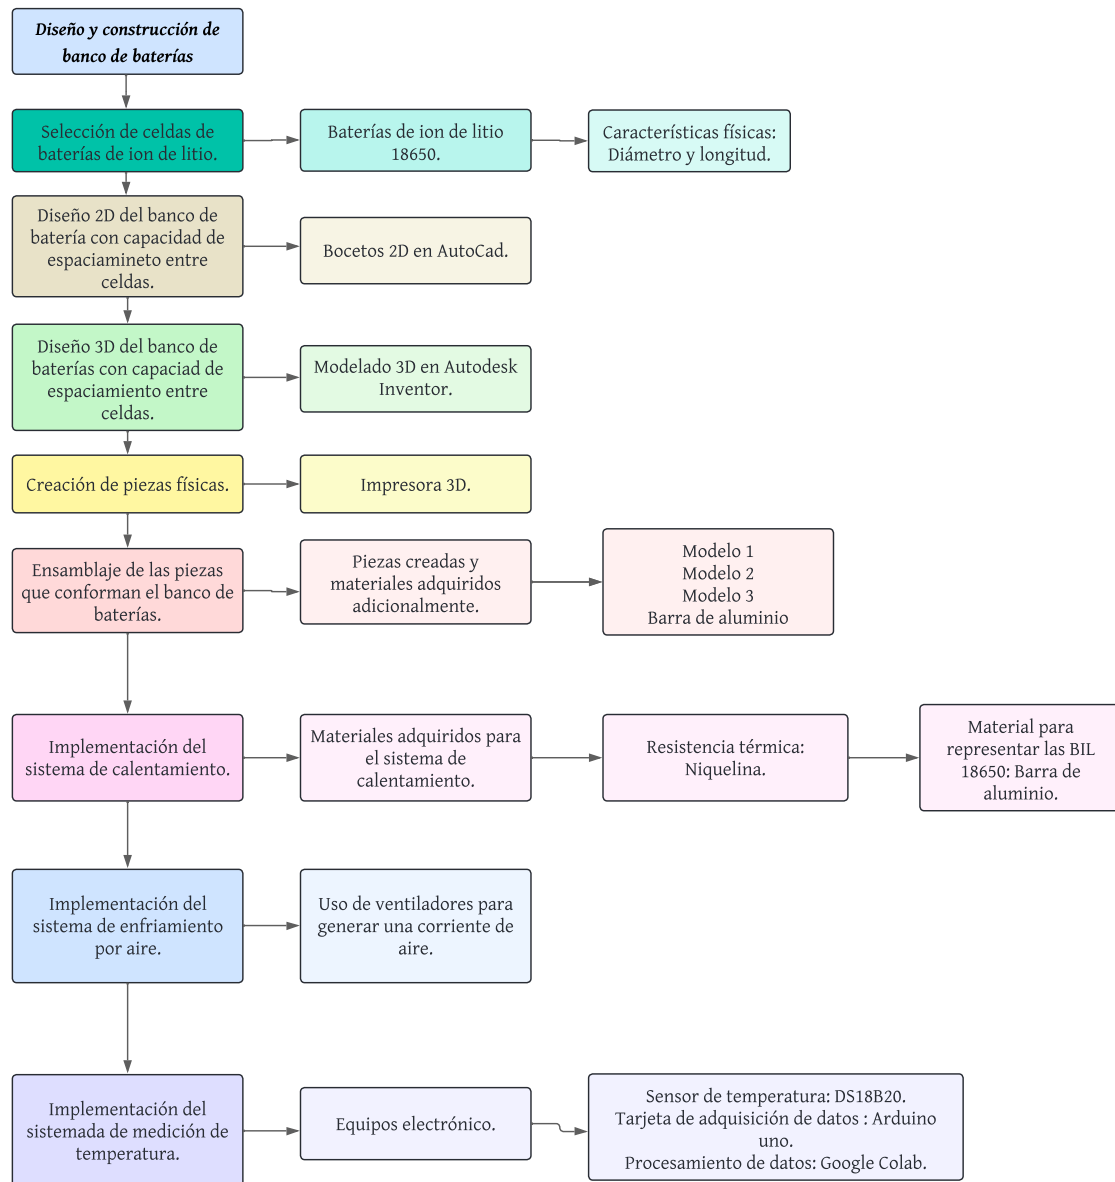 Diseño y construcción de
banco de baterías
Selección de celdas de
baterías de ion de litio.
Baterías de ion de litio
18650.
Características físicas:
Diámetro y longitud.
Diseño 2D del banco de
batería con capacidad de
espaciamineto entre
celdas.
Bocetos 2D en AutoCad.
Diseño 3D del banco de
baterías con capaciad de
espaciamiento entre
celdas.
Modelado 3D en Autodesk
Inventor.
Creación de piezas físicas.
Impresora 3D.
Ensamblaje de las piezas
que conforman el banco de
baterías.
Piezas creadas y
materiales adquiridos
adicionalmente.
Modelo 1
Modelo 2
Modelo 3
Barra de aluminio
Implementación del
sistema de calentamiento.
Materiales adquiridos para
el sistema de
calentamiento.
Resistencia térmica:
Niquelina.
Material para
representar las BIL
18650: Barra de
aluminio.
Implementación del
sistema de enfriamiento
por aire.
Uso de ventiladores para
generar una corriente de
aire.
Implementación del
sistemada de medición de
temperatura.
Equipos electrónico.
Sensor de temperatura: DS18B20.
Tarjeta de adquisición de datos : Arduino
uno.
Procesamiento de datos: Google Colab.